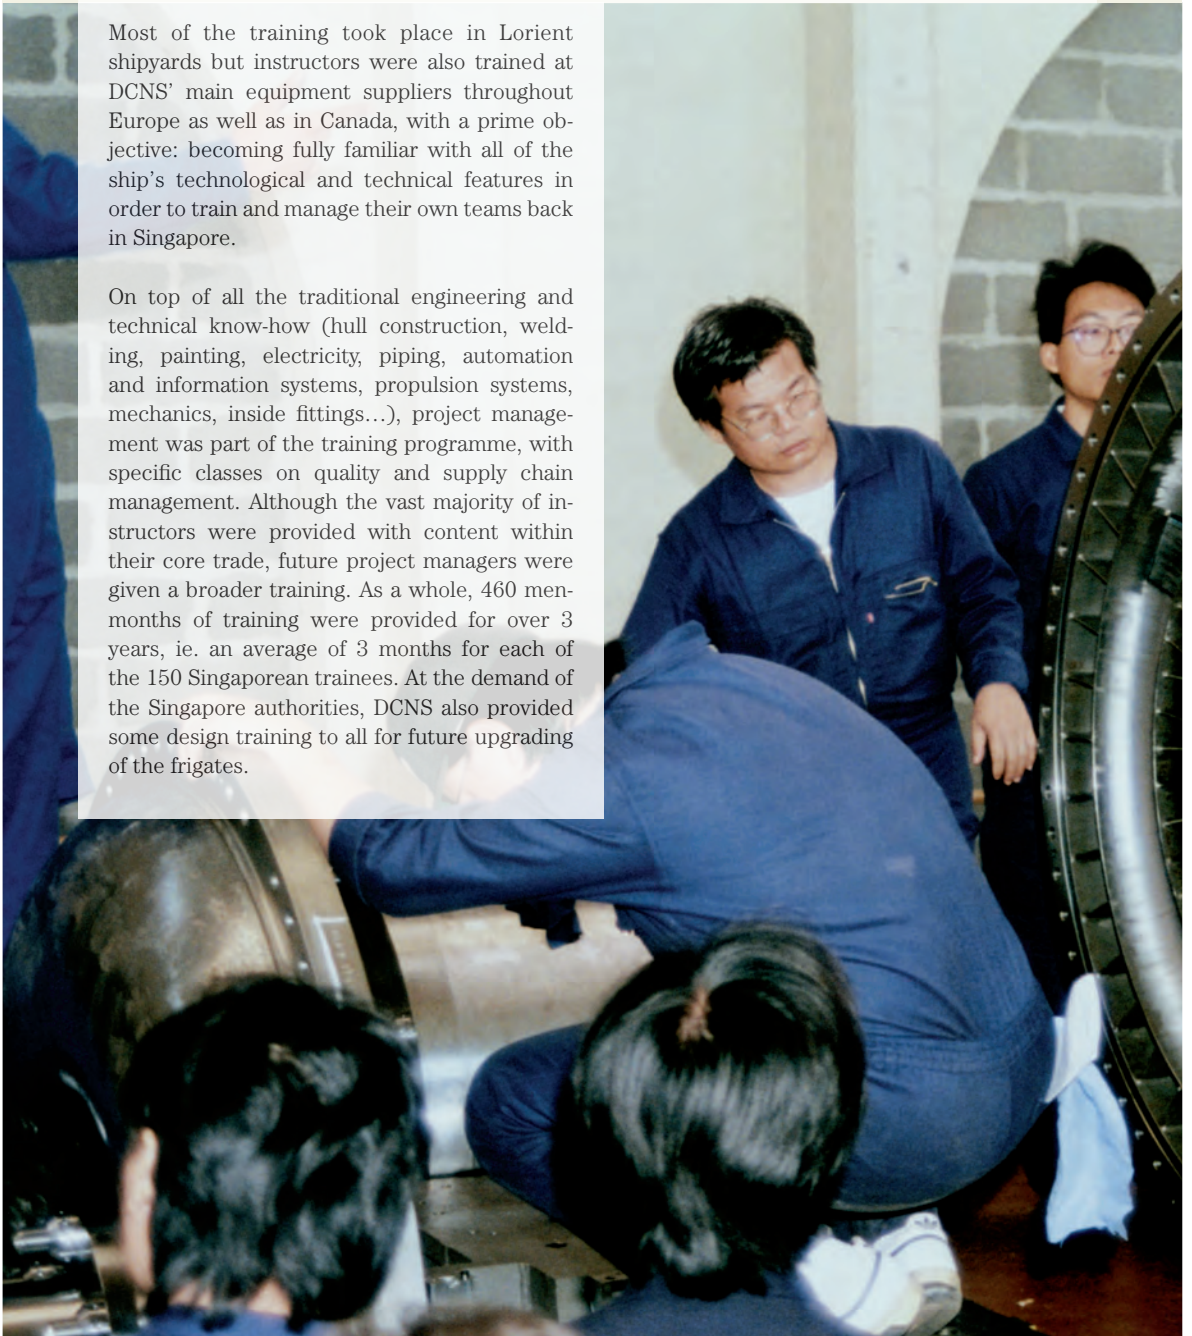 Most of the training took place in Lorient
shipyards but instructors were also trained at
DCNS' main equipment suppliers throughout
Europe as well as in Canada, with a prime ob-
jective: becoming fully familiar with all of the
ship's technological and technical features in
order to train and manage their own teams back
in Singapore.
On top of all the traditional engineering and
technical know-how (hull construction, weld-
ing, painting, electricity, piping, automation
and information systems, propulsion systems,
mechanics, inside fittings…), project manage-
ment was part of the training programme, with
specific classes on quality and supply chain
management. Although the vast majority of in-
structors were provided with content within
their core trade, future project managers were
given a broader training. As a whole, 460 men-
months of training were provided for over 3
years, ie. an average of 3 months for each of
the 150 Singaporean trainees. At the demand of
the Singapore authorities, DCNS also provided
some design training to all for future upgrading
of the frigates.